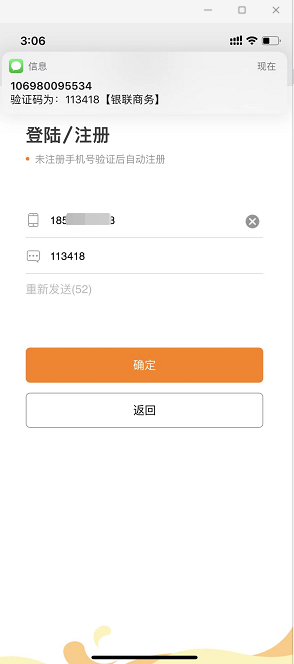 3:06
信息
现在
106980095534
验证码为：113418【银联商务】
登陆/注册
未注册手机号验证后自动注册
113418
重新发送(52)
确定
返回